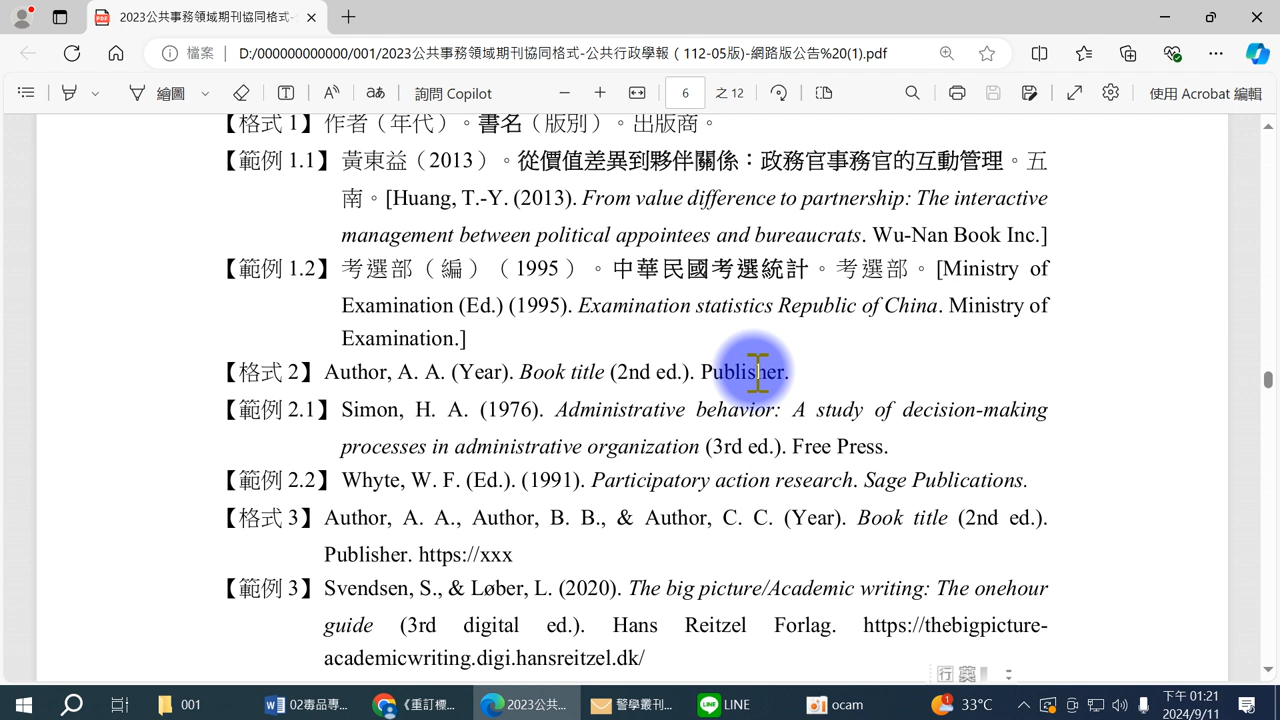 2023公共事務領域期刊協同格式-
檔案
D:/000000000000/001/2023公共事務領域期刊協同格式-公共行政學報（112-05版)-網路版公告%20(1).pdf
繪圖
aあ
詢問 Copilot
6 之 12
使用 Acrobat 編輯
【格式 1】作者（年代）。書名（版別）。出版商。
【範例 1.1】黃東益（2013）。從價值差異到夥伴關係：政務官事務官的互動管理。五
南。[Huang, T.-Y. (2013). From value difference to partnership: The interactive
management between political appointees and bureaucrats. Wu-Nan Book Inc.]
【範例 1.2】考選部（編）（1995）。中華民國考選統計。考選部。[Ministry of
Examination (Ed.) (1995). Examination statistics Republic of China. Ministry of
Examination.]
【格式 2】Author, A. A. (Year). Book title (2nd ed.). Publisher.
【範例 2.1】Simon, H. A. (1976). Administrative behavior: A study of decision-making
processes in administrative organization (3rd ed.). Free Press.
【範例 2.2】Whyte, W. F. (Ed.). (1991). Participatory action research. Sage Publications.
【格式 3】Author, A. A., Author, B. B., & Author, C. C. (Year). Book title (2nd ed.).
Publisher. https://xxx
【範例 3】Svendsen, S., & Løber, L. (2020). The big picture/Academic writing: The onehour
guide (3rd digital ed.). Hans Reitzel Forlag. https://thebigpicture-
academicwriting.digi.hansreitzel.dk/
行 英
001
02毒品專...
《重訂欄...
2023公共...
警學叢刊...
LINE
ocam
1
33°C
下午 01:21
2024/9/11